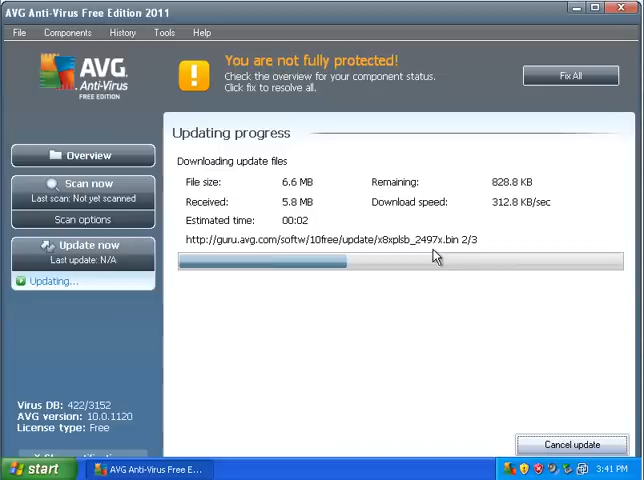 AVG Anti-Virus Free Edition 2011
File Components History Tools Help
AVG.
Anti-Virus
FREE EDITION
You are not fully protected!
Check the overview for your component status.
Click fix to resolve all.
Fix All
Overview
Scan now
Last scan: Not yet scanned
Scan options
Update now
Last update: N/A
Updating...
Updating progress
Downloading update files
File size: 6.6 MB Remaining: 828.8 KB
Received: 5.8 MB Download speed: 312.8 KB/sec
Estimated time: 00:02
http://guru.avg.com/softw/10free/update/x8xplsb_2497x.bin 2/3
Virus DB: 422/3152
AVG version: 10.0.1120
License type: Free
Cancel update
start
AVG Anti-Virus Free E...
3:41 PM